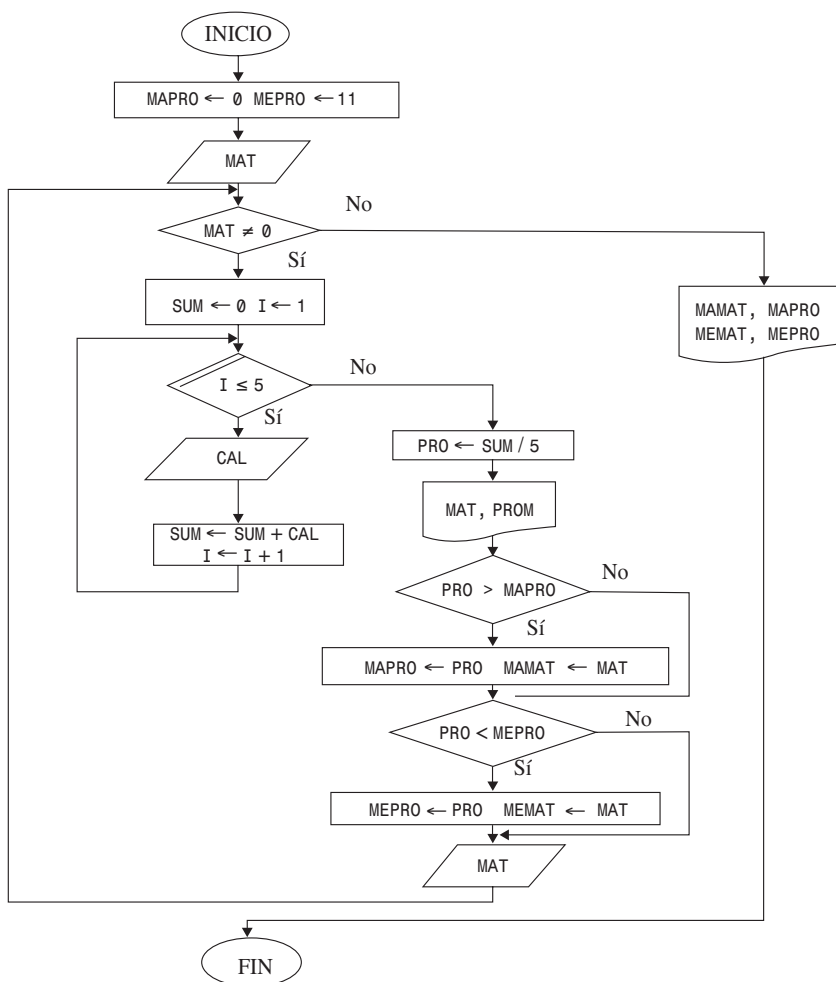 INICIO
MAPRO ← 0 MEPRO ← 11
MAT
MAT ≠ 0
No
Sí
SUM ← 0 I ← 1
I ≤ 5
No
Sí
CAL
SUM ← SUM + CAL
I ← I + 1
PRO ← SUM / 5
MAT, PROM
PRO > MAPRO
No
Sí
MAPRO ← PRO MAMAT ← MAT
PRO < MEPRO
No
Sí
MEPRO ← PRO MEMAT ← MAT
MAT
MAMAT, MAPRO
MEMAT, MEPRO
FIN